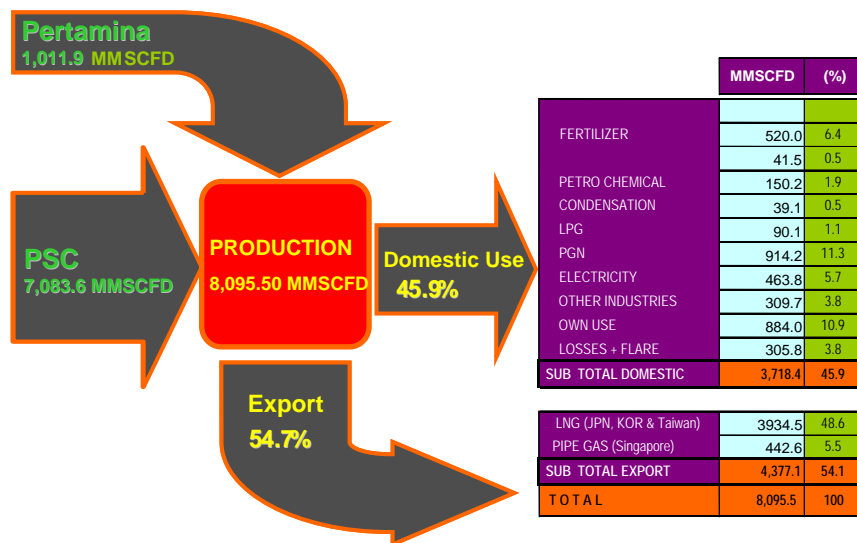 Pertamina
1,011.9 MMSCFD
PSC
7,083.6 MMSCFD
PRODUCTION
8,095.50 MMSCFD
Domestic Use
45.9%
Export
54.7%
MMSCFD (%)
FERTILIZER 520.0 6.4
41.5 0.5
PETRO CHEMICAL 150.2 1.9
CONDENSATION 39.1 0.5
LPG 90.1 1.1
PGN 914.2 11.3
ELECTRICITY 463.8 5.7
OTHER INDUSTRIES 309.7 3.8
OWN USE 884.0 10.9
LOSSES + FLARE 305.8 3.8
SUB TOTAL DOMESTIC 3,718.4 45.9
LNG (JPN, KOR & Taiwan) 3934.5 48.6
PIPE GAS (Singapore) 442.6 5.5
SUB TOTAL EXPORT 4,377.1 54.1
T O T A L 8,095.5 100